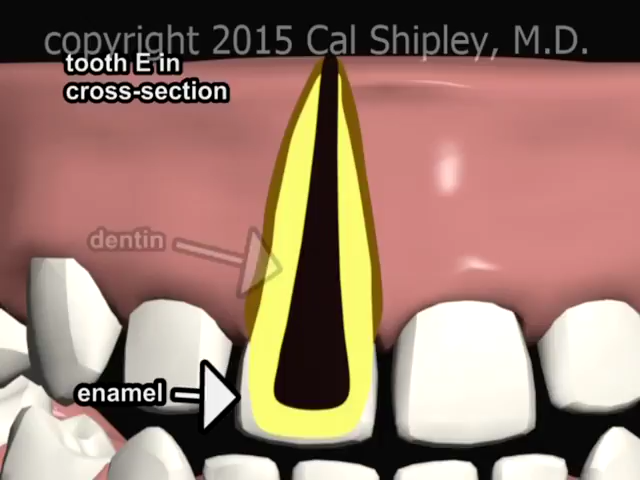 copyright 2015 Cal Shipley, M.D.
tooth E in
cross-section
dentin
enamel